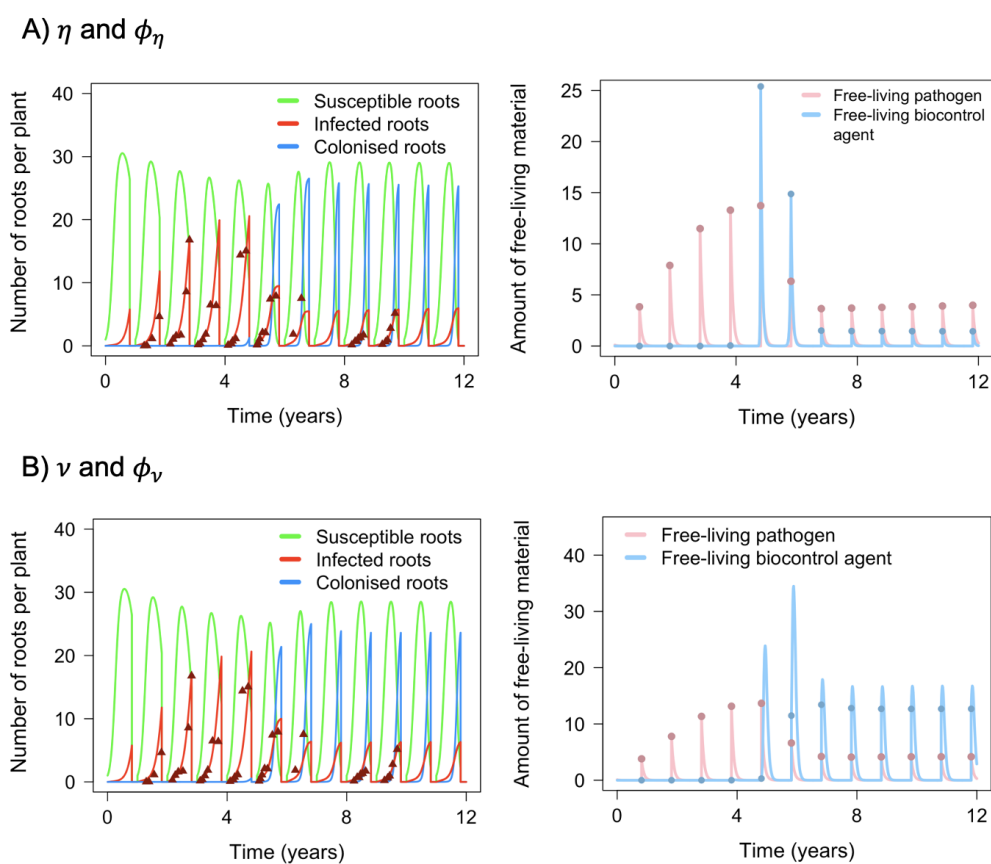 A) η and ϕ_η
Number of roots per plant
40
30
20
10
0
Susceptible roots
Infected roots
Colonised roots
0 4 8 12
Time (years)
Amount of free-living material
25
20
15
10
5
0
Free-living pathogen
Free-living biocontrol
agent
0 4 8 12
Time (years)
B) ν and ϕ_ν
Number of roots per plant
40
30
20
10
0
Susceptible roots
Infected roots
Colonised roots
0 4 8 12
Time (years)
Amount of free-living material
40
30
20
10
0
Free-living pathogen
Free-living biocontrol agent
0 4 8 12
Time (years)